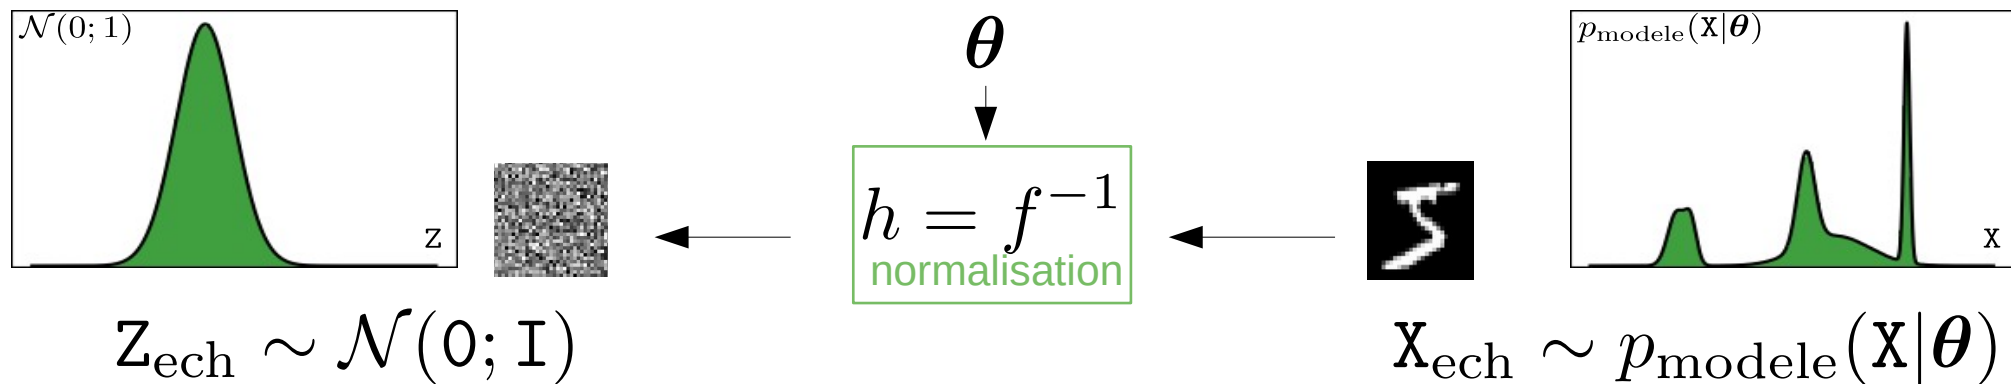 𝒩(0; 1)
z
Z_ech ∼ 𝒩(0; I)
θ
h = f⁻¹
normalisation
p_modele(X|θ)
x
X_ech ∼ p_modele(X|θ)